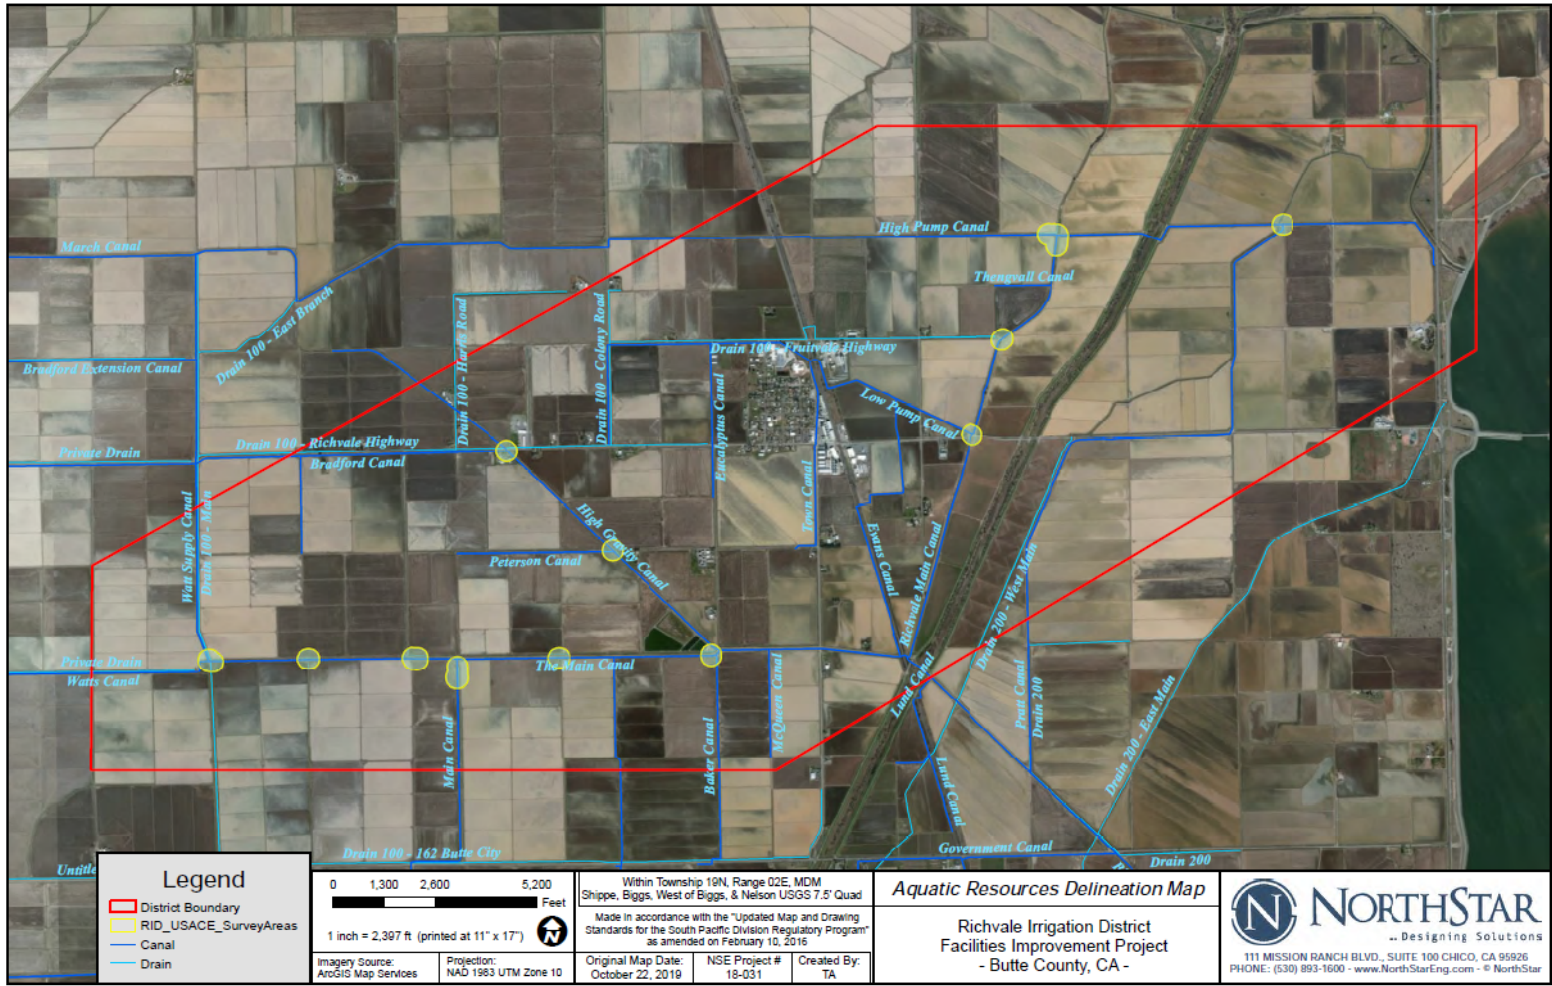 High Pump Canal
March Canal
Thengvall Canal
Drain 100 - East Branch
Drain 100 - Harris Road
Drain 100 - Colony Road
Drain 100 - Fruitvale Highway
Bradford Extension Canal
Low Pump Canal
Eucalyptus Canal
Drain 100 - Richvale Highway
Private Drain
Bradford Canal
Town Canal
High Gravity Canal
Watt Supply Canal
Drain 100 - Main
Evans Canal
Richvale Main Canal
Drain 200 - West Main
Peterson Canal
Private Drain
Watts Canal
The Main Canal
McQueen Canal
Lund Canal
Pratt Canal
Drain 200
Drain 200 - East Main
Main Canal
Baker Canal
Lund Canal
Government Canal
Drain 100 - 162 Butte City
Drain 200
Untitle
Legend
District Boundary
RID_USACE_SurveyAreas
Canal
Drain
0 1,300 2,600 5,200
Feet
1 inch = 2,397 ft (printed at 11" x 17")
N
Imagery Source:
ArcGIS Map Services
Projection:
NAD 1983 UTM Zone 10
Within Township 19N, Range 02E, MDM
Shippe, Biggs, West of Biggs, & Nelson USGS 7.5' Quad
Made in accordance with the "Updated Map and Drawing
Standards for the South Pacific Division Regulatory Program"
as amended on February 10, 2016
Original Map Date:
October 22, 2019
NSE Project #
18-031
Created By:
TA
Aquatic Resources Delineation Map
Richvale Irrigation District
Facilities Improvement Project
- Butte County, CA -
N
NORTHSTAR
... Designing Solutions
111 MISSION RANCH BLVD., SUITE 100 CHICO, CA 95926
PHONE: (530) 893-1600 - www.NorthStarEng.com - © NorthStar